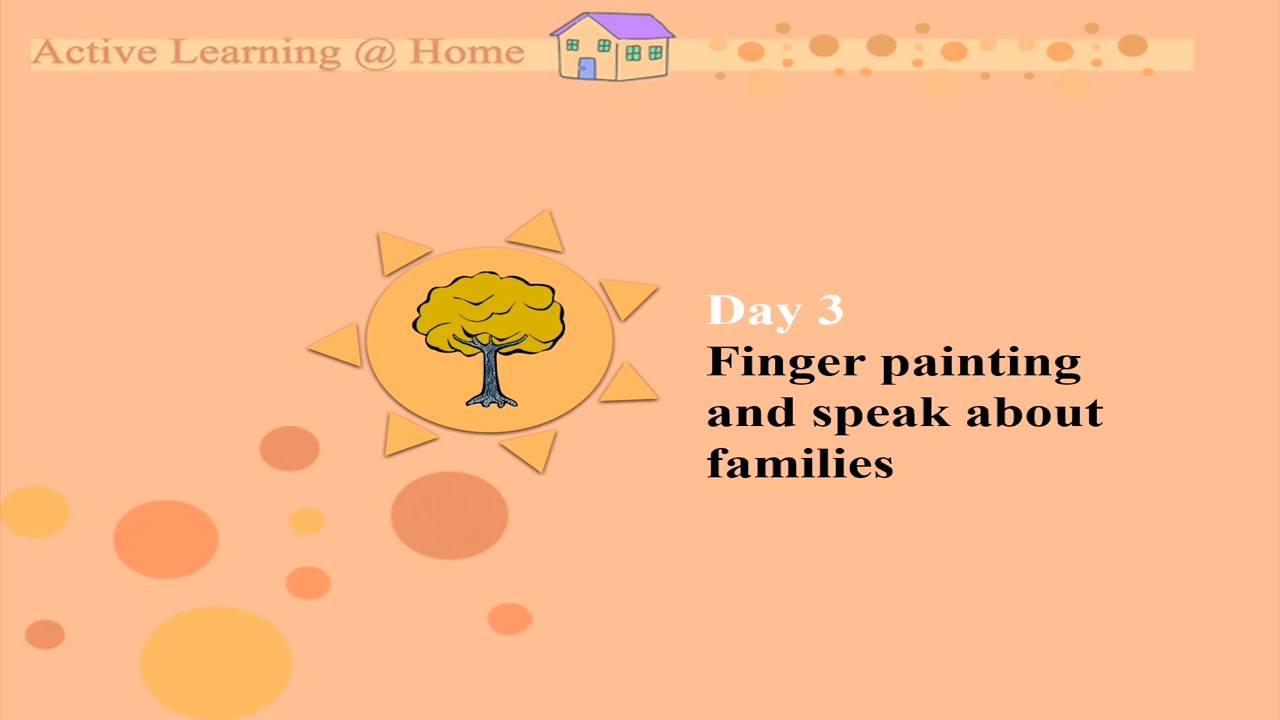 Active Learning @ Home
Day 3
Finger painting
and speak about
families